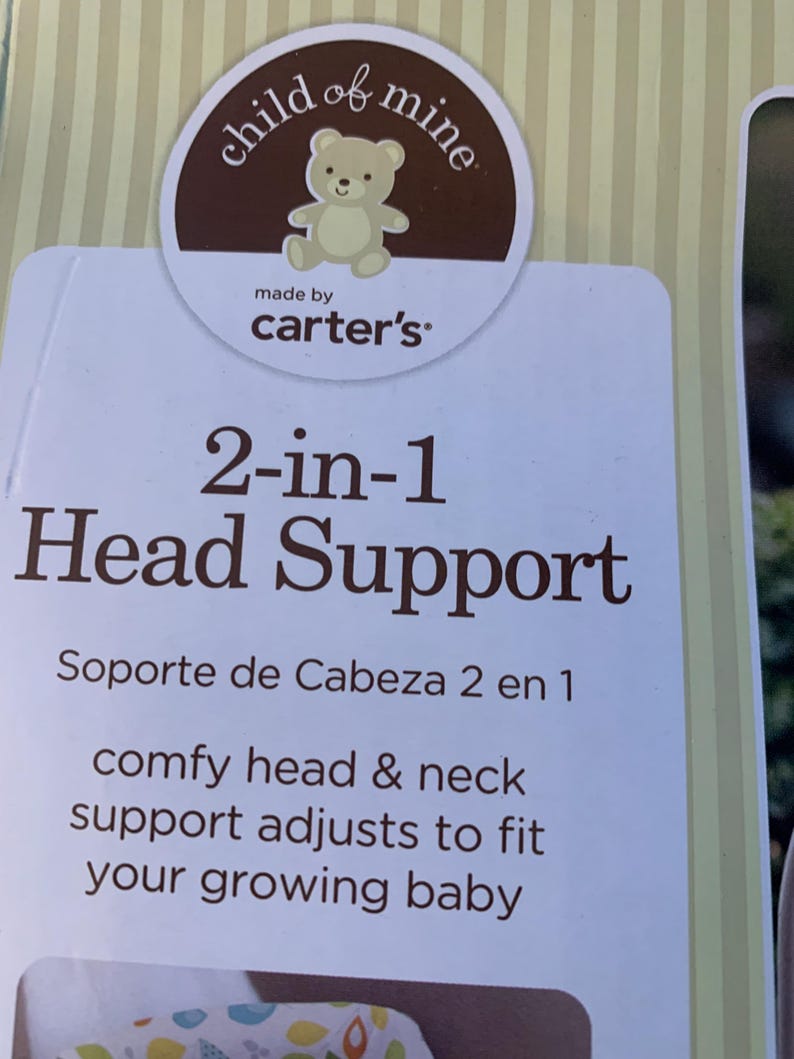 child of mine
made by
carter's®
2-in-1
Head Support
Soporte de Cabeza 2 en 1
comfy head & neck
support adjusts to fit
your growing baby